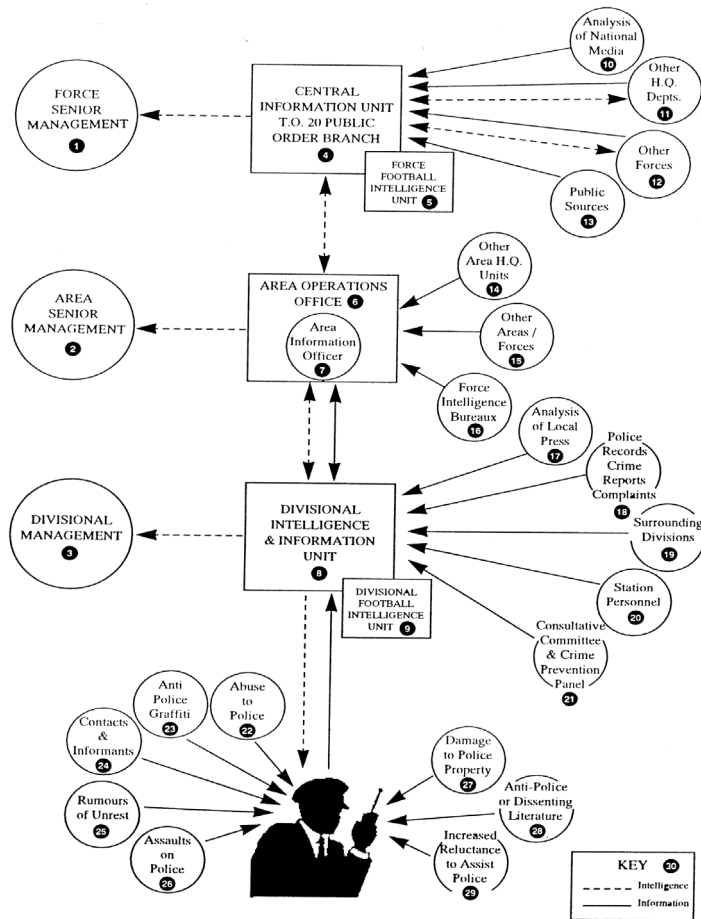 Analysis
of National
Media
10
FORCE
SENIOR
MANAGEMENT
1
CENTRAL
INFORMATION UNIT
T.O. 20 PUBLIC
ORDER BRANCH
4
Other
H.Q.
Depts.
11
FORCE
FOOTBALL
INTELLIGENCE
UNIT 5
Other
Forces
12
Public
Sources
13
Other
Area H.Q.
Units
14
AREA
SENIOR
MANAGEMENT
2
AREA OPERATIONS
OFFICE 6
Area
Information
Officer
7
Other
Areas /
Forces
15
Force
Intelligence
Bureaux
16
Analysis
of Local
Press
17
Police
Records
Crime
Reports
Complaints
18
DIVISIONAL
MANAGEMENT
3
DIVISIONAL
INTELLIGENCE
& INFORMATION
UNIT
8
Surrounding
Divisions
19
DIVISIONAL
FOOTBALL
INTELLIGENCE
UNIT 9
Station
Personnel
20
Consultative
Committee
& Crime
Prevention
Panel
21
Abuse
to
Police
22
Anti
Police
Graffiti
23
Contacts
&
Informants
24
Rumours
of Unrest
25
Assaults
on
Police
26
Damage
to Police
Property
27
Anti-Police
or Dissenting
Literature
28
Increased
Reluctance
to Assist
Police
29
KEY 30
Intelligence
Information